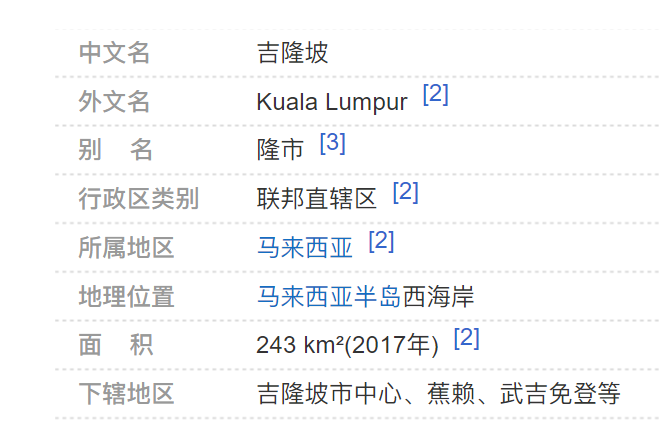 中文名 吉隆坡
外文名 Kuala Lumpur [2]
别 名 隆市 [3]
行政区类别 联邦直辖区 [2]
所属地区 马来西亚 [2]
地理位置 马来西亚半岛西海岸
面 积 243 km²(2017年) [2]
下辖地区 吉隆坡市中心、蕉赖、武吉免登等